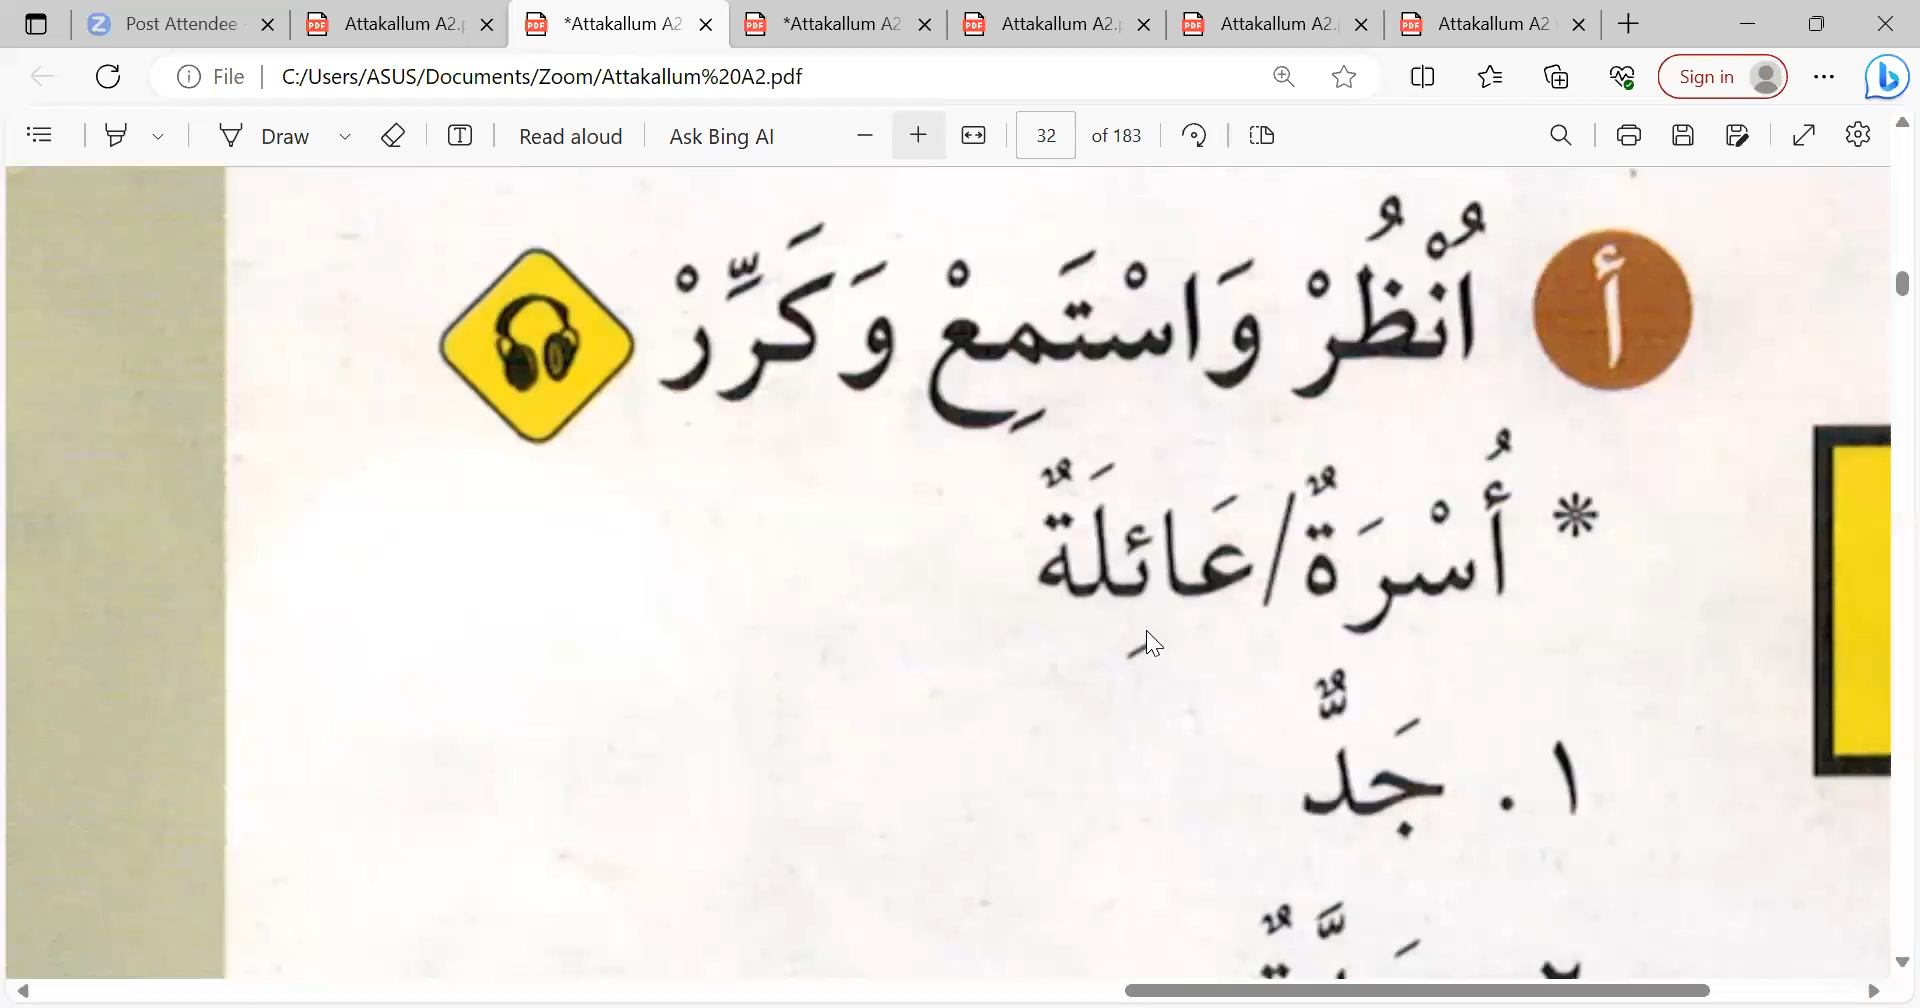 Post Attendee
Attakallum A2.p
*Attakallum A2
*Attakallum A2
Attakallum A2.p
Attakallum A2.
Attakallum A2
File
C:/Users/ASUS/Documents/Zoom/Attakallum%20A2.pdf
Sign in
Draw
Read aloud
Ask Bing AI
32
of 183
أ
اُنْظُرْ وَاسْتَمِعْ وَكَرِّرْ
* أُسْرَةٌ/عَائِلَةٌ
١. جَدٌّ